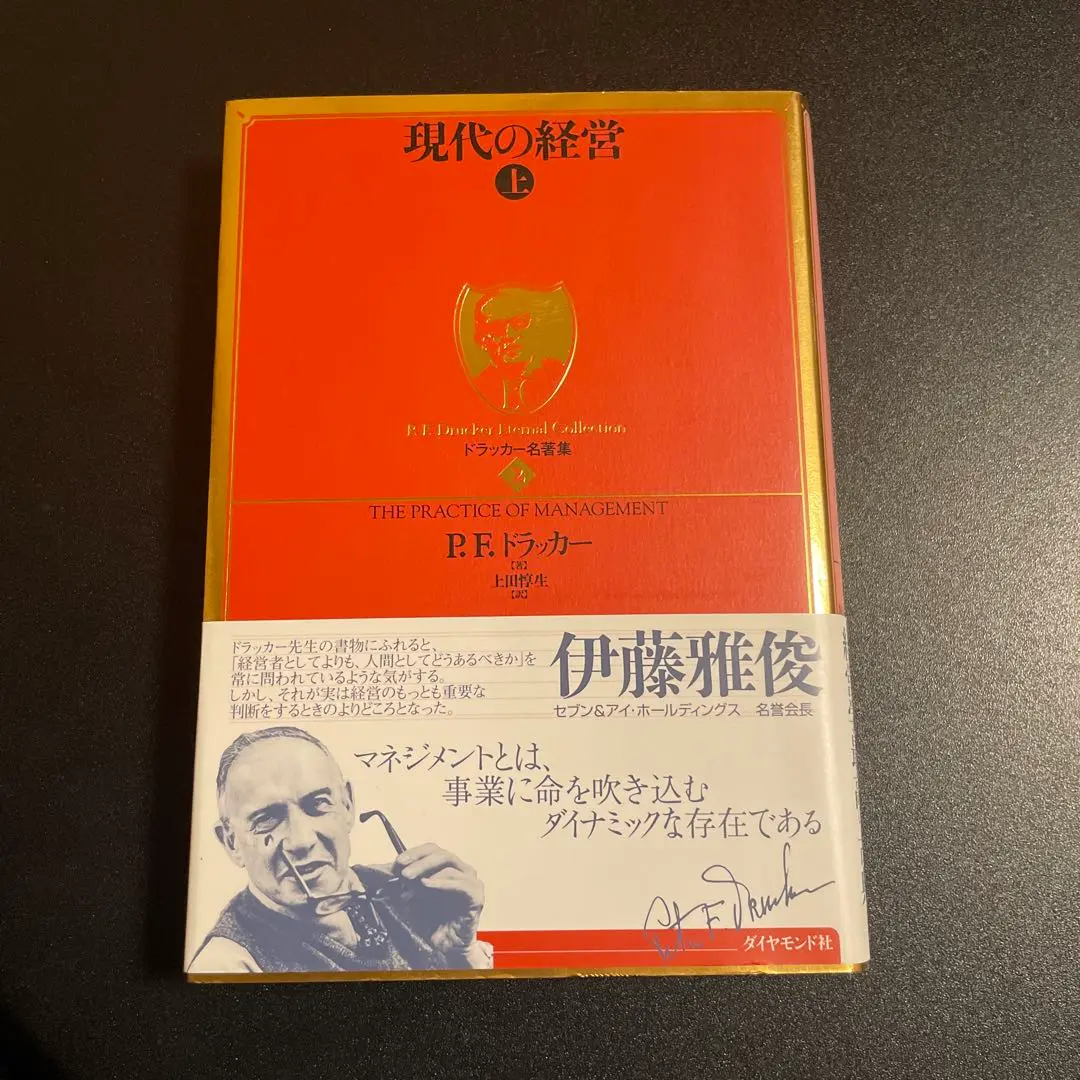 現代の経営
上
P. F. Drucker Eternal Collection
ドラッカー名著集
2
THE PRACTICE OF MANAGEMENT
P. F. ドラッカー
【著】
上田惇生
【訳】
ドラッカー先生の書物にふれると、
「経営者としてよりも、人間としてどうあるべきか」を
常に問われているような気がする。
しかし、それが実は経営のもっとも重要な
判断をするときのよりどころとなった。
伊藤雅俊
セブン&アイ・ホールディングス 名誉会長
マネジメントとは、
事業に命を吹き込む
ダイナミックな存在である
Peter F. Drucker
ダイヤモンド社